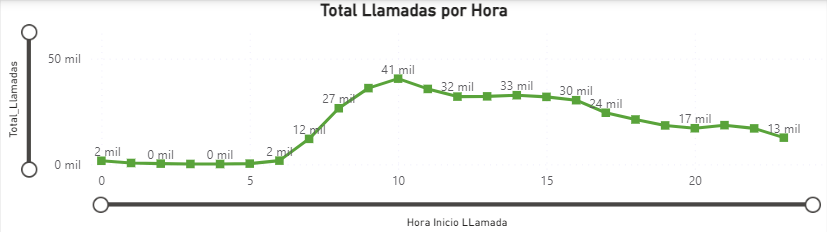 Total Llamadas por Hora
Total_Llamadas
50 mil
0 mil
2 mil
0 mil
0 mil
2 mil
12 mil
27 mil
41 mil
32 mil
33 mil
30 mil
24 mil
17 mil
13 mil
0
5
10
15
20
Hora Inicio LLamada